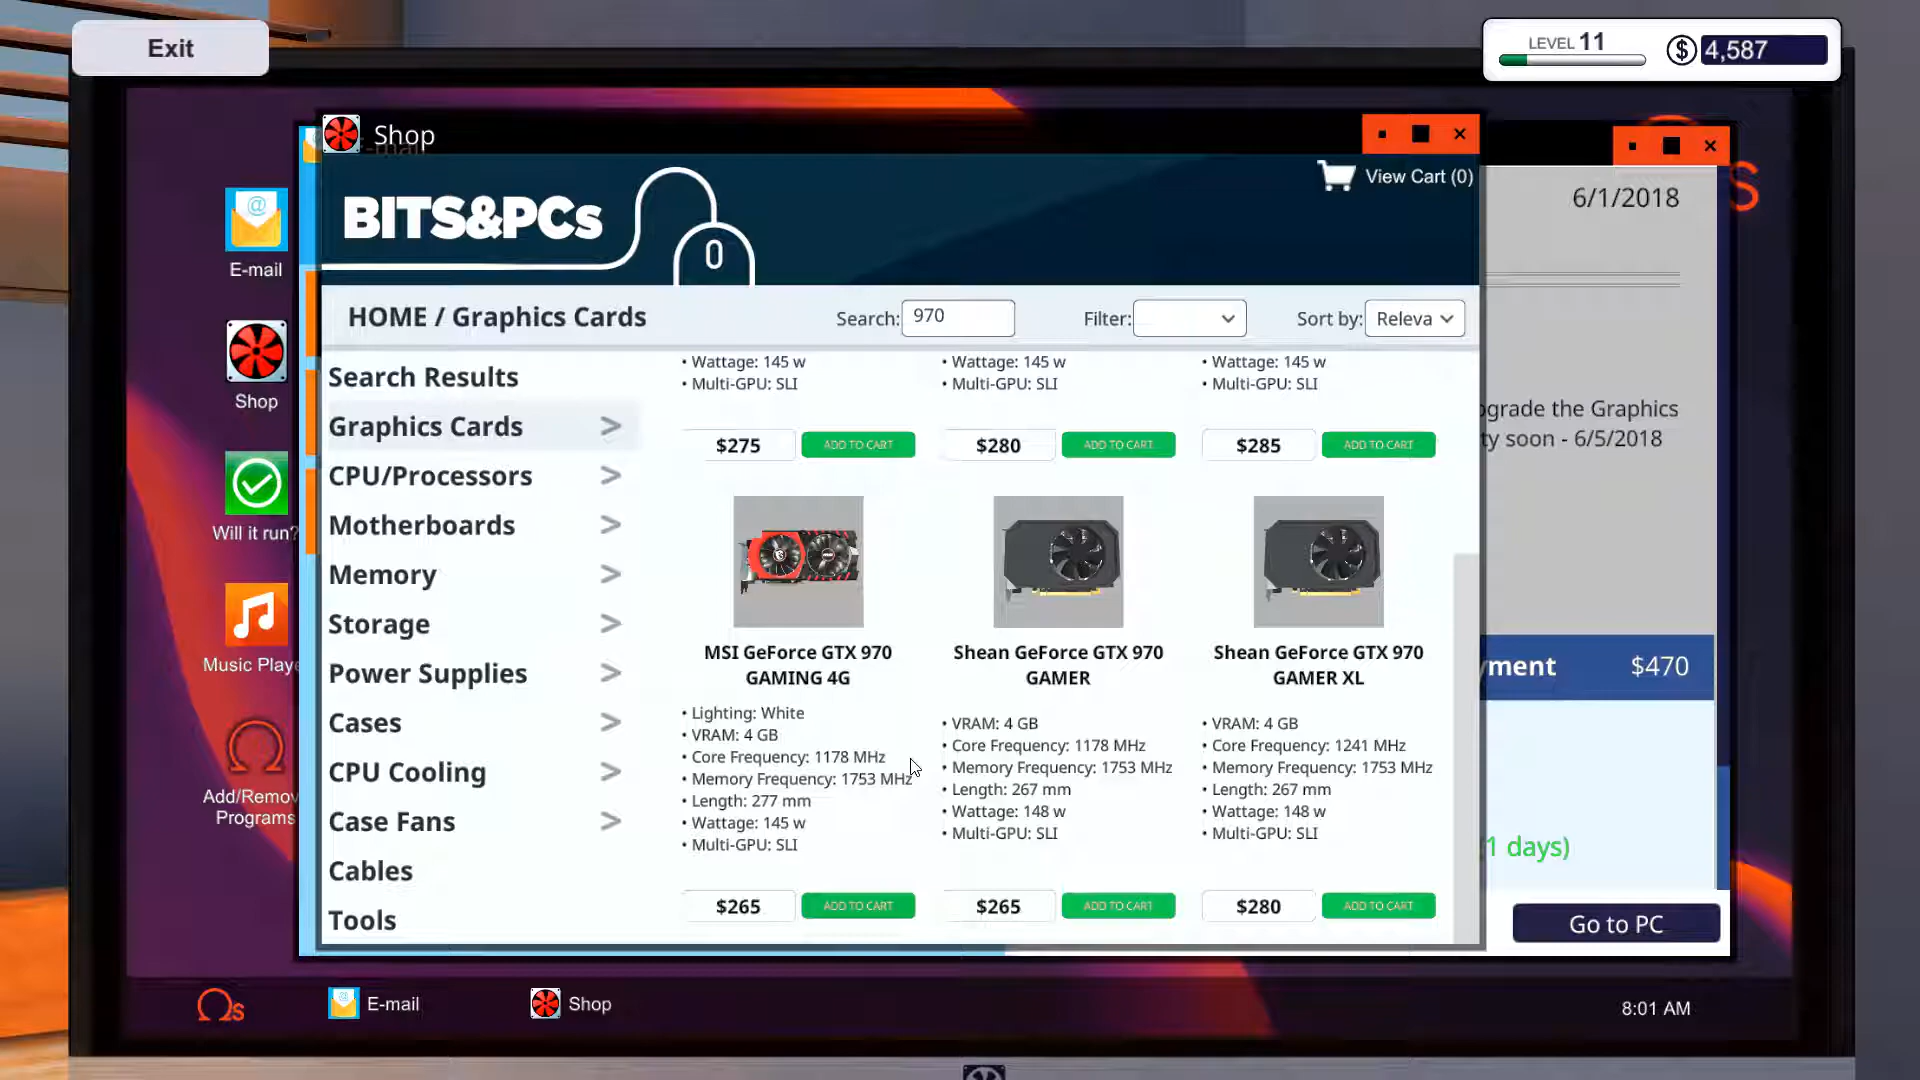 Exit
LEVEL 11
$ 4,587
Shop
View Cart (0)
BITS&PCs
6/1/2018
HOME / Graphics Cards
Search: 970
Filter:
Sort by: Releva
E-mail
Shop
Will it run?
Music Playe
Add/Remov
Programs
Search Results
Graphics Cards >
CPU/Processors >
Motherboards >
Memory >
Storage >
Power Supplies >
Cases >
CPU Cooling >
Case Fans >
Cables
Tools
• Wattage: 145 w
• Multi-GPU: SLI
$275 ADD TO CART
• Wattage: 145 w
• Multi-GPU: SLI
$280 ADD TO CART
• Wattage: 145 w
• Multi-GPU: SLI
$285 ADD TO CART
MSI GeForce GTX 970
GAMING 4G
• Lighting: White
• VRAM: 4 GB
• Core Frequency: 1178 MHz
• Memory Frequency: 1753 MHz
• Length: 277 mm
• Wattage: 145 w
• Multi-GPU: SLI
$265 ADD TO CART
Shean GeForce GTX 970
GAMER
• VRAM: 4 GB
• Core Frequency: 1178 MHz
• Memory Frequency: 1753 MHz
• Length: 267 mm
• Wattage: 148 w
• Multi-GPU: SLI
$265 ADD TO CART
Shean GeForce GTX 970
GAMER XL
• VRAM: 4 GB
• Core Frequency: 1241 MHz
• Memory Frequency: 1753 MHz
• Length: 267 mm
• Wattage: 148 w
• Multi-GPU: SLI
$280 ADD TO CART
pgrade the Graphics
ty soon - 6/5/2018
yment $470
1 days)
Go to PC
Ωs
E-mail
Shop
8:01 AM